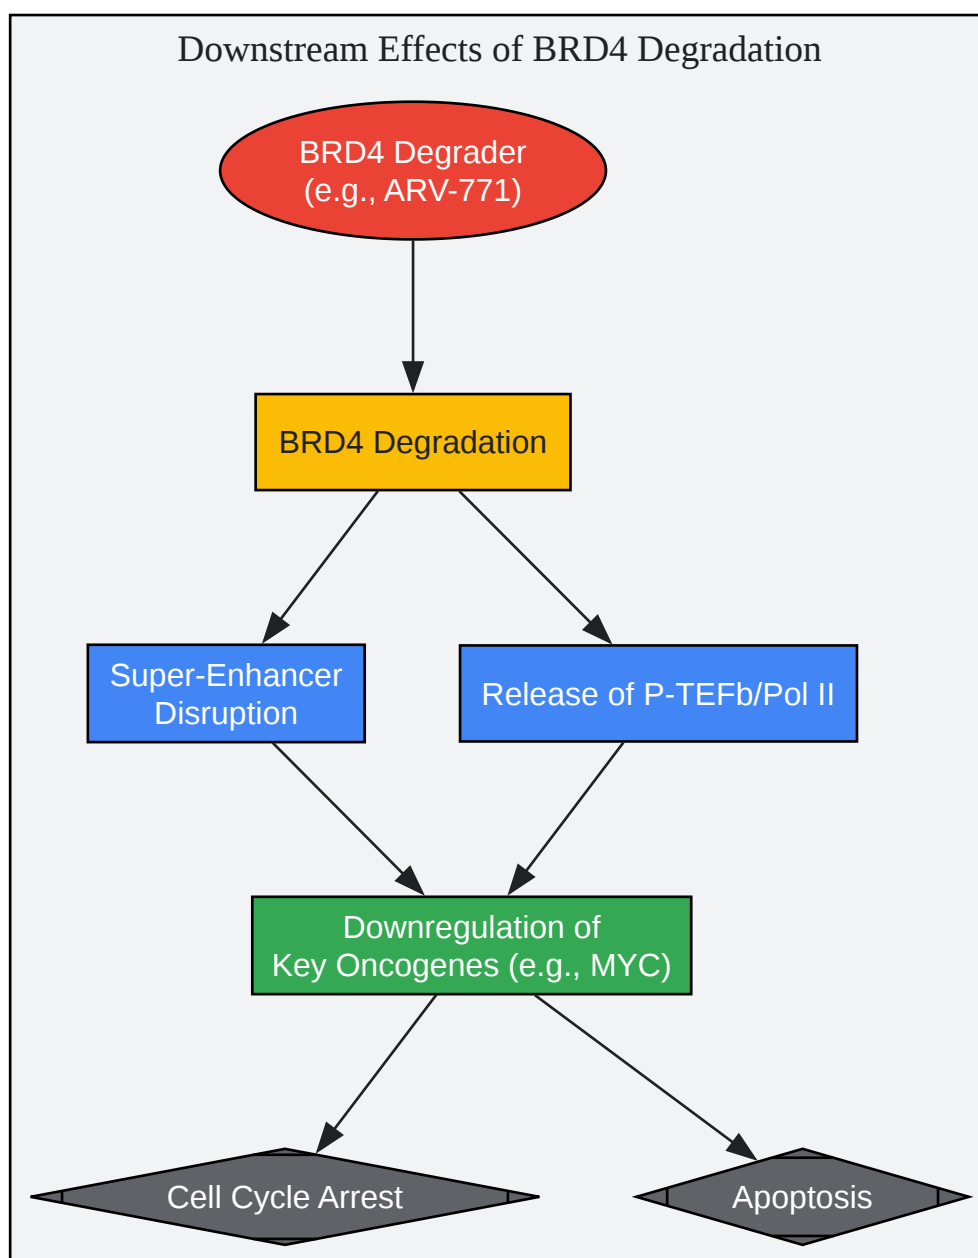 Downstream Effects of BRD4 Degradation
BRD4 Degrader
(e.g., ARV-771)
BRD4 Degradation
Super-Enhancer
Disruption
Release of P-TEFb/Pol II
Downregulation of
Key Oncogenes (e.g., MYC)
Cell Cycle Arrest
Apoptosis